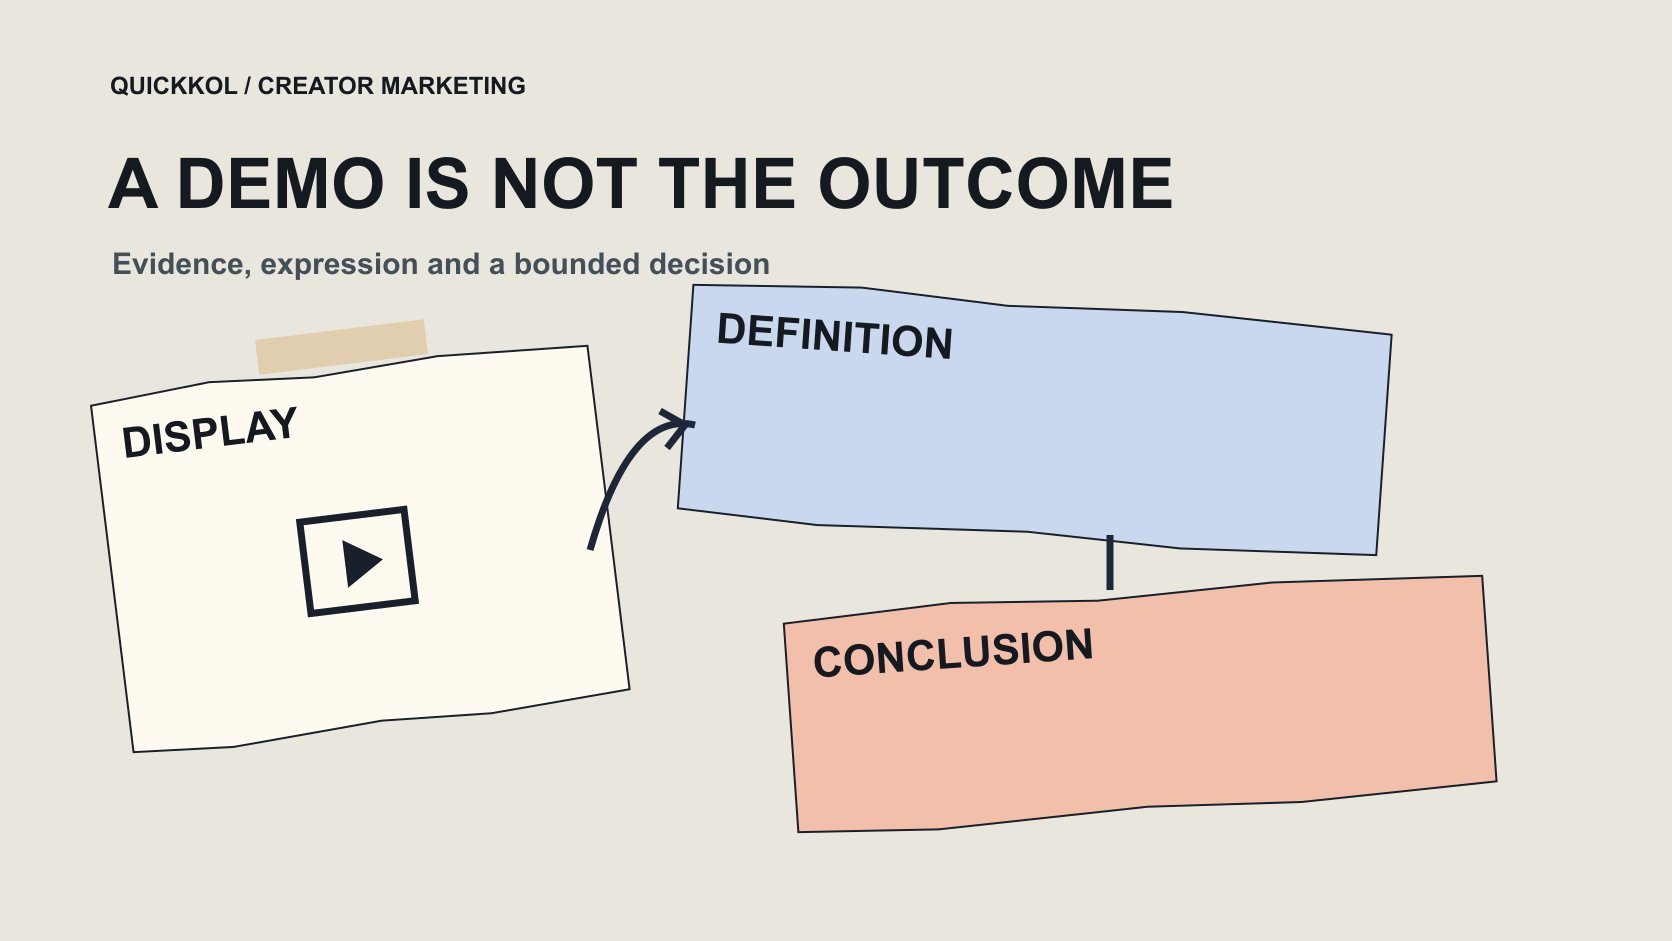 QUICKKOL / CREATOR MARKETING
A DEMO IS NOT THE OUTCOME
Evidence, expression and a bounded decision
DISPLAY
DEFINITION
CONCLUSION